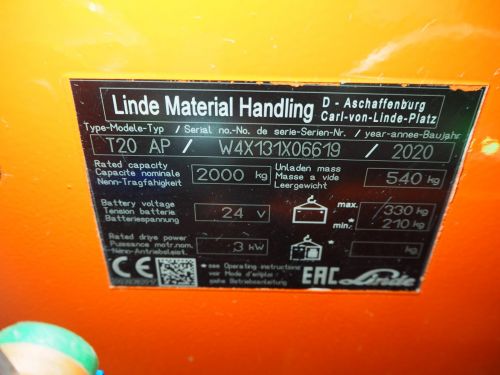 Linde Material Handling D - Aschaffenburg
Carl-von-Linde-Platz
Type-Modele-Typ / Serial no.-No. de serie-Serien-Nr. / year-annee-Baujahr
T20 AP / W4X131X06619 / 2020
Rated capacity
Capacite nominale
Nenn-Tragfähigkeit
2000 kg
Unladen mass
Masse a vide
Leergewicht
540 kg
Battery voltage
Tension batterie
Batteriespannung
24 V
max. 330 kg
min.* 210 kg
Rated drive power
Puissance motr.nom.
Nenn-Antriebsleist.
3 kW
kg
CE
* see Operating instructions
voir Mode d'emploi
siehe Betriebsanleitung
EAC Linde